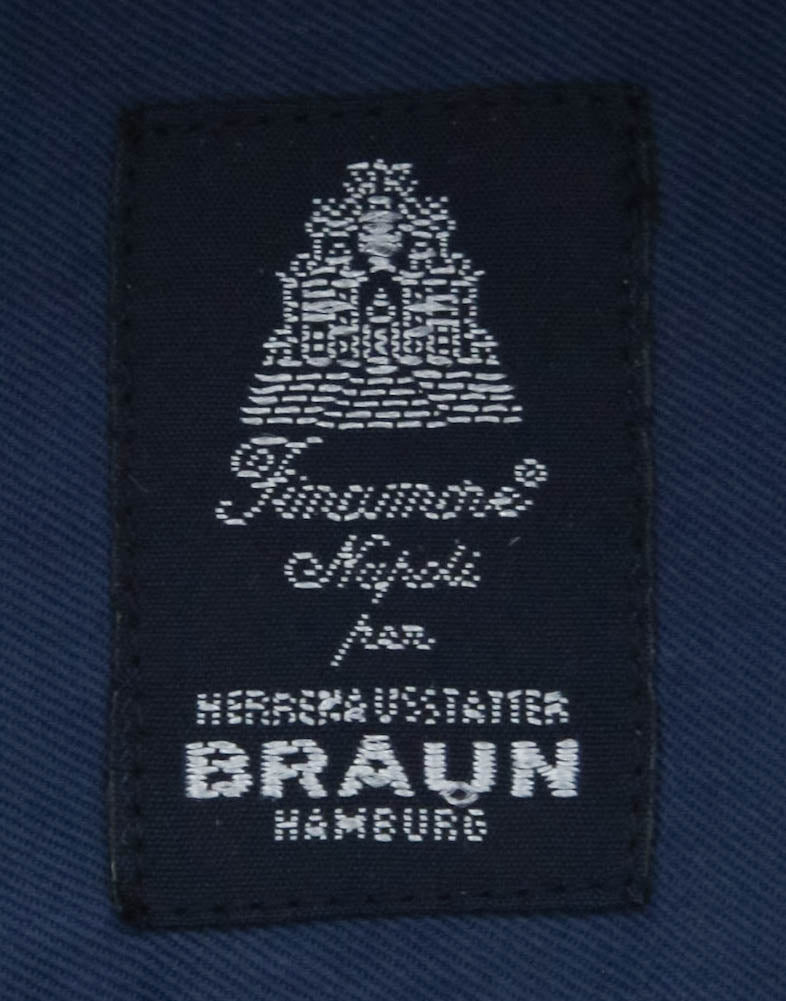 Finamore
Napoli
per
HERRENAUSSTATTER
BRAUN
HAMBURG